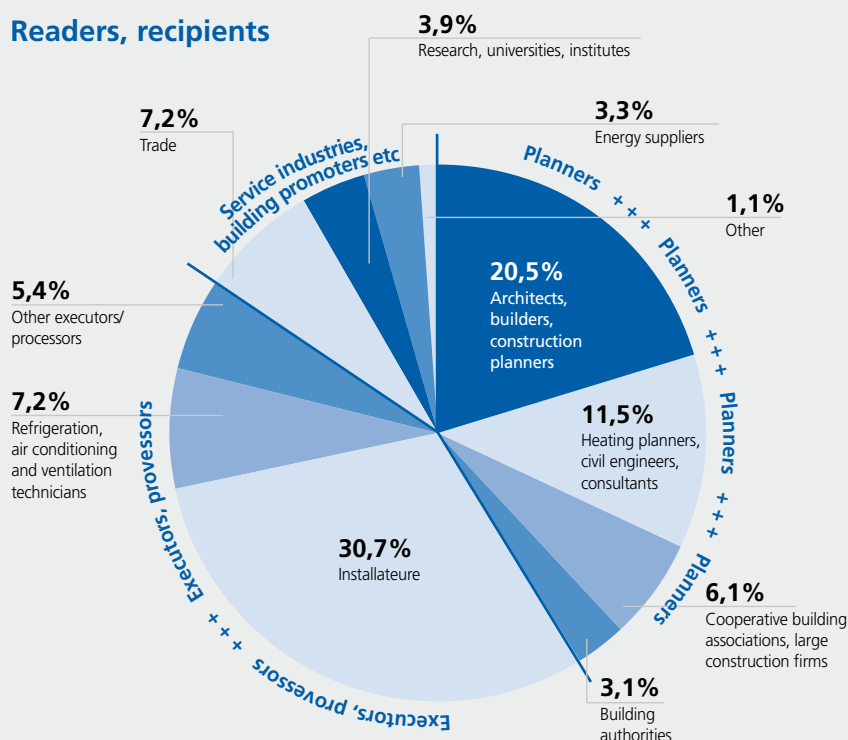 Readers, recipients
3,9%
Research, universities, institutes
7,2%
Trade
3,3%
Energy suppliers
Service industries,
building promoters etc
Planners +++ Planners +++ Planners +++ Planners
1,1%
Other
20,5%
Architects,
builders,
construction
planners
5,4%
Other executors/
processors
11,5%
Heating planners,
civil engineers,
consultants
7,2%
Refrigeration,
air conditioning
and ventilation
technicians
30,7%
Installateure
6,1%
Cooperative building
associations, large
construction firms
3,1%
Building
authorities
Executors, provessors +++ Executors, provessors